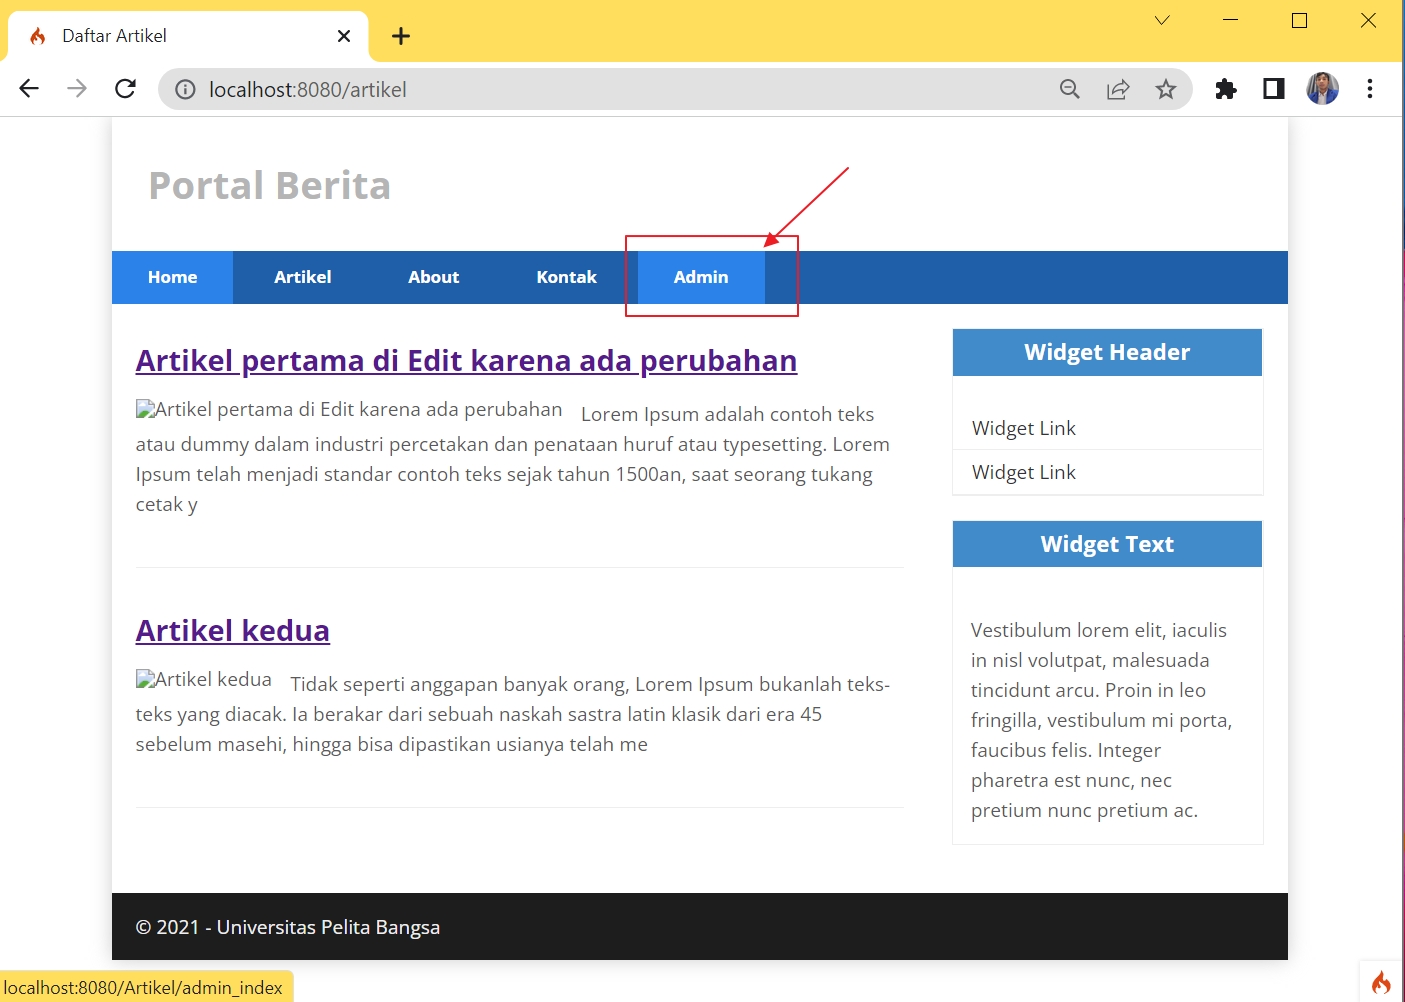 Daftar Artikel
localhost:8080/artikel
Portal Berita
Home Artikel About Kontak Admin
Artikel pertama di Edit karena ada perubahan
Artikel pertama di Edit karena ada perubahan Lorem Ipsum adalah contoh teks
atau dummy dalam industri percetakan dan penataan huruf atau typesetting. Lorem
Ipsum telah menjadi standar contoh teks sejak tahun 1500an, saat seorang tukang
cetak y
Artikel kedua
Artikel kedua Tidak seperti anggapan banyak orang, Lorem Ipsum bukanlah teks-
teks yang diacak. Ia berakar dari sebuah naskah sastra latin klasik dari era 45
sebelum masehi, hingga bisa dipastikan usianya telah me
Widget Header
Widget Link
Widget Link
Widget Text
Vestibulum lorem elit, iaculis
in nisl volutpat, malesuada
tincidunt arcu. Proin in leo
fringilla, vestibulum mi porta,
faucibus felis. Integer
pharetra est nunc, nec
pretium nunc pretium ac.
© 2021 - Universitas Pelita Bangsa
localhost:8080/Artikel/admin_index